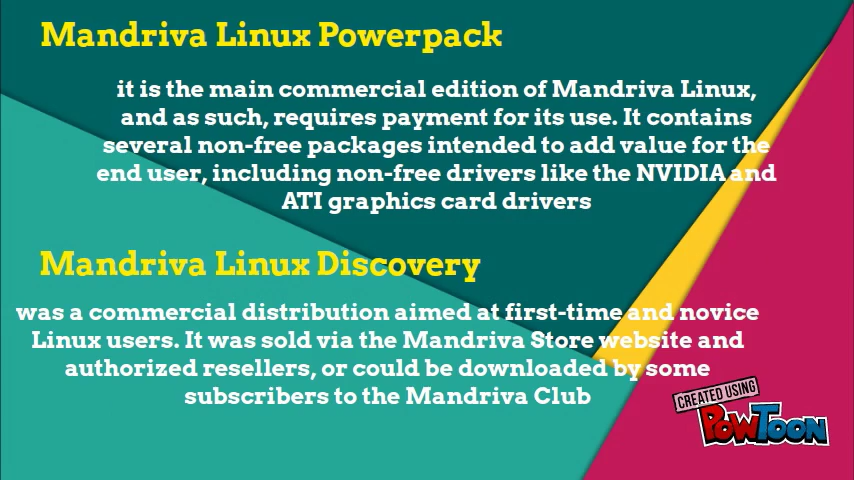 Mandriva Linux Powerpack
it is the main commercial edition of Mandriva Linux,
and as such, requires payment for its use. It contains
several non-free packages intended to add value for the
end user, including non-free drivers like the NVIDIA and
ATI graphics card drivers
Mandriva Linux Discovery
was a commercial distribution aimed at first-time and novice
Linux users. It was sold via the Mandriva Store website and
authorized resellers, or could be downloaded by some
subscribers to the Mandriva Club
CREATED USING
POWTOON